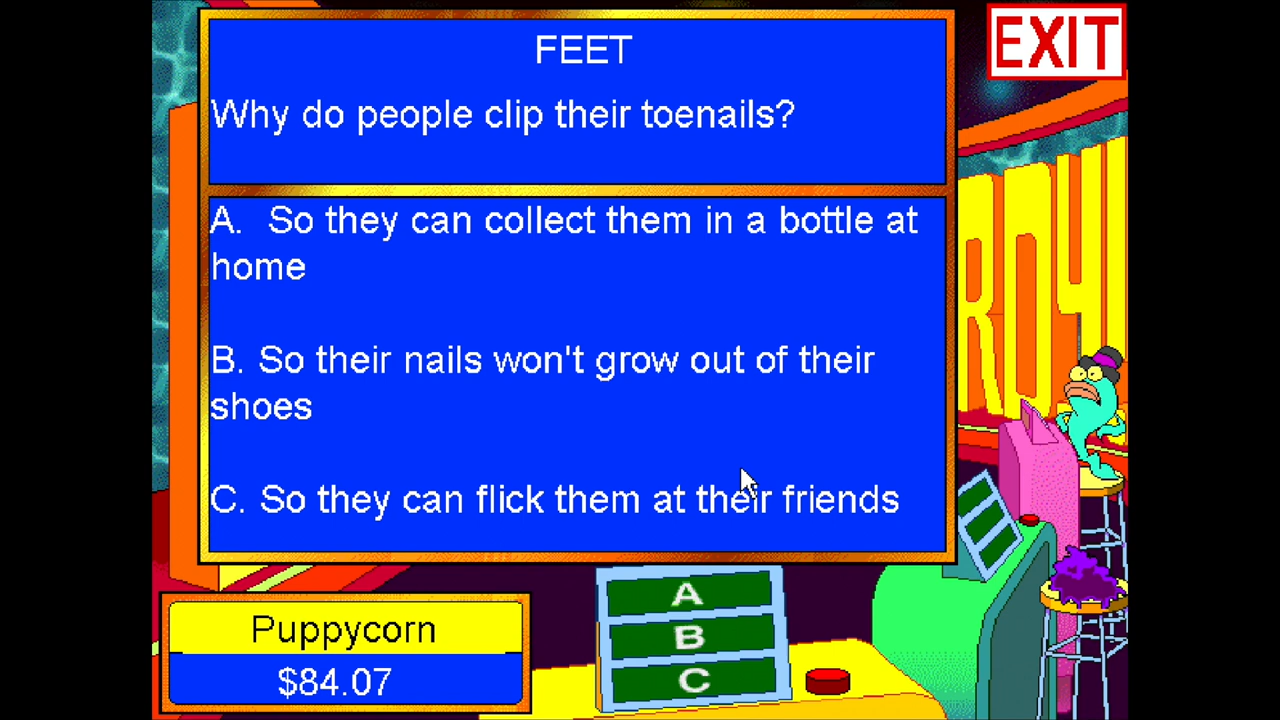 EXIT
FEET
Why do people clip their toenails?
A. So they can collect them in a bottle at
home
B. So their nails won't grow out of their
shoes
C. So they can flick them at their friends
A
B
C
Puppycorn
$84.07